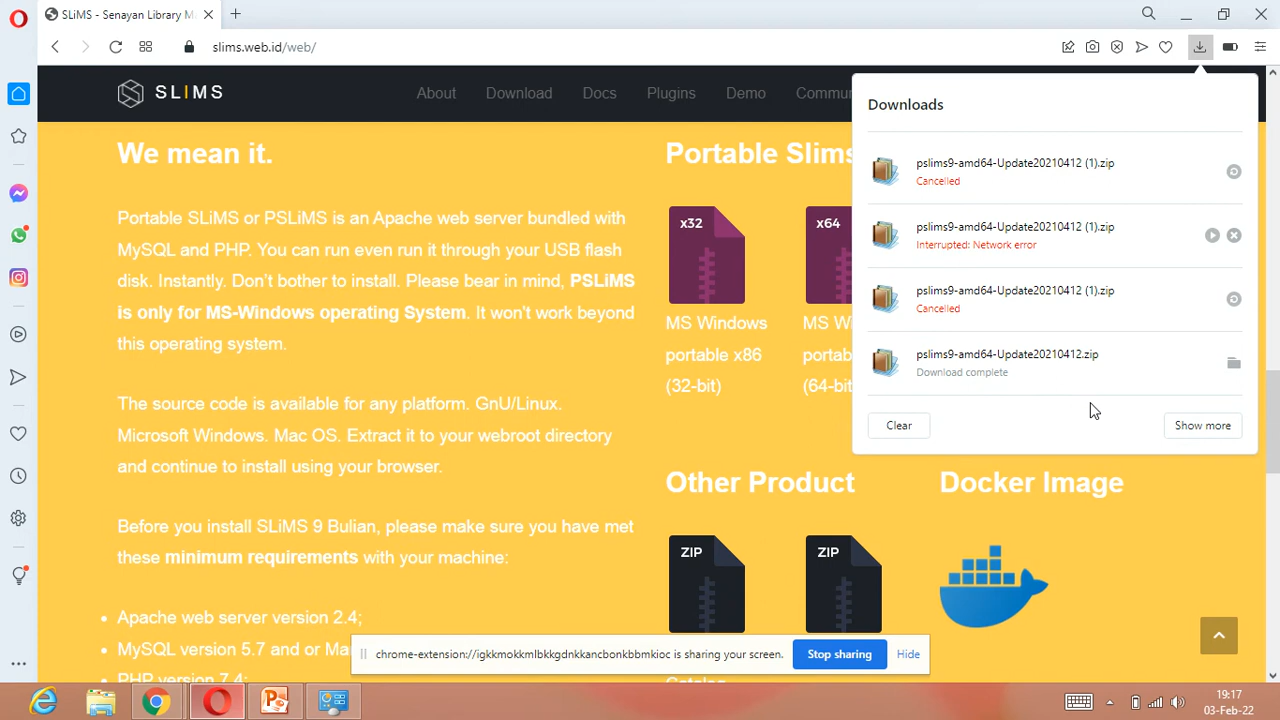 SLiMS - Senayan Library Ma
slims.web.id/web/
SLIMS
About
Download
Docs
Plugins
Demo
Commun
We mean it.
Portable SLiMS or PSLiMS is an Apache web server bundled with
MySQL and PHP. You can run even run it through your USB flash
disk. Instantly. Don't bother to install. Please bear in mind, PSLiMS
is only for MS-Windows operating System. It won't work beyond
this operating system.
The source code is available for any platform. GnU/Linux.
Microsoft Windows. Mac OS. Extract it to your webroot directory
and continue to install using your browser.
Before you install SLiMS 9 Bulian, please make sure you have met
these minimum requirements with your machine:
Apache web server version 2.4;
MySQL version 5.7 and or Ma
PHP version 7.4;
Portable Slims
x32
x64
MS Windows
portable x86
(32-bit)
MS Wi
portab
(64-bit
Other Product
ZIP
ZIP
Docker Image
Downloads
pslims9-amd64-Update20210412 (1).zip
Cancelled
pslims9-amd64-Update20210412 (1).zip
Interrupted: Network error
pslims9-amd64-Update20210412 (1).zip
Cancelled
pslims9-amd64-Update20210412.zip
Download complete
Clear
Show more
chrome-extension://igkkmokkmlbkkgdnkkancbonkbbmkioc is sharing your screen.
Stop sharing
Hide
19:17
03-Feb-22